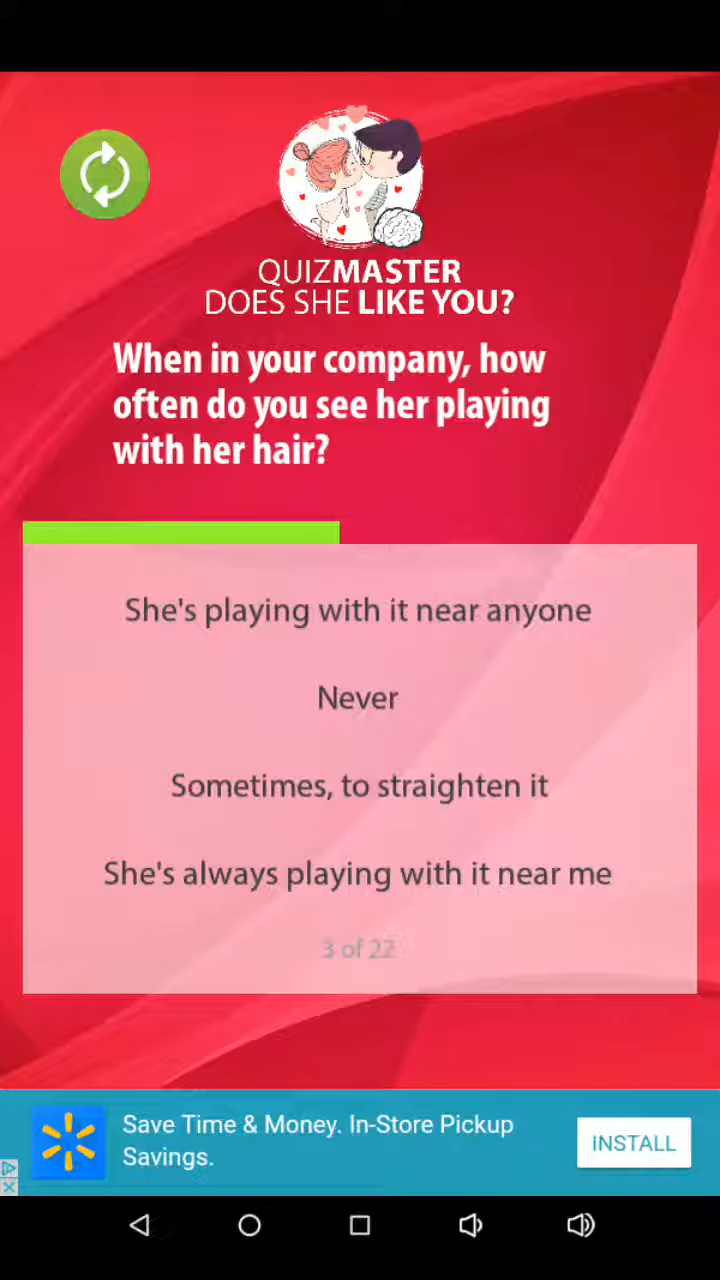 QUIZMASTER
DOES SHE LIKE YOU?
When in your company, how
often do you see her playing
with her hair?
She's playing with it near anyone
Never
Sometimes, to straighten it
She's always playing with it near me
3 of 22
Save Time & Money. In-Store Pickup
Savings.
INSTALL